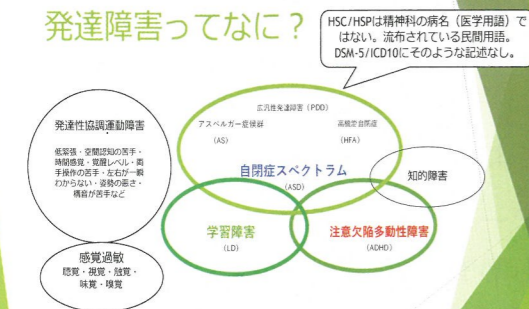 発達障害ってなに？
HSC/HSPは精神科の病名（医学用語）で
はない。流布されている民間用語。
DSM-5/ICD10にそのような記述なし。
広汎性発達障害（PDD）
アスペルガー症候群
（AS）
高機能自閉症
（HFA）
自閉症スペクトラム
（ASD）
知的障害
学習障害
（LD）
注意欠陥多動性障害
（ADHD）
発達性協調運動障害
低緊張・空間認知の苦手・
時間感覚・覚醒レベル・両
手操作の苦手・左右が一瞬
わからない・姿勢の悪さ・
構音が苦手など
感覚過敏
聴覚・視覚・触覚・
味覚・嗅覚